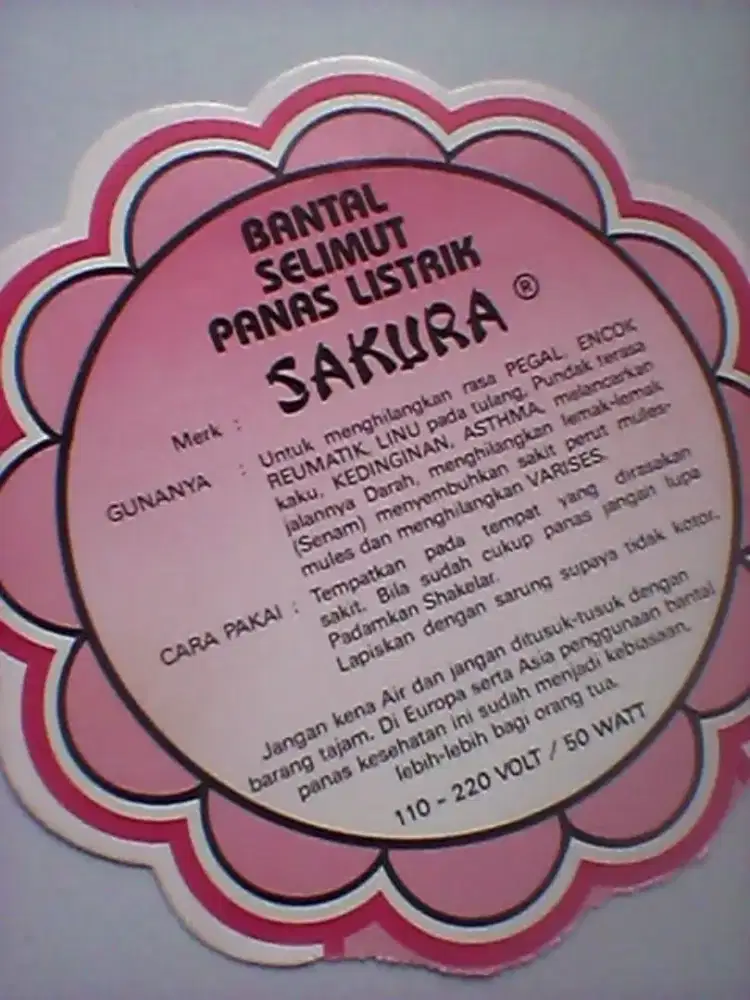 BANTAL
SELIMUT
PANAS LISTRIK
Merk : SAKURA ®
GUNANYA : Untuk menghilangkan rasa PEGAL, ENCOK
REUMATIK, LINU pada tulang, Pundak terasa
kaku, KEDINGINAN, ASTHMA, melancarkan
jalannya Darah, menghilangkan lemak-lemak
(Senam) menyembuhkan sakit perut mules-
mules dan menghilangkan VARISES.
CARA PAKAI : Tempatkan pada tempat yang dirasakan
sakit. Bila sudah cukup panas jangan lupa
Padamkan Shakelar.
Lapiskan dengan sarung supaya tidak kotor.
Jangan kena Air dan jangan ditusuk-tusuk dengan
barang tajam. Di Europa serta Asia penggunaan bantal
panas kesehatan ini sudah menjadi kebiasaan,
lebih-lebih bagi orang tua.
110 - 220 VOLT / 50 WATT